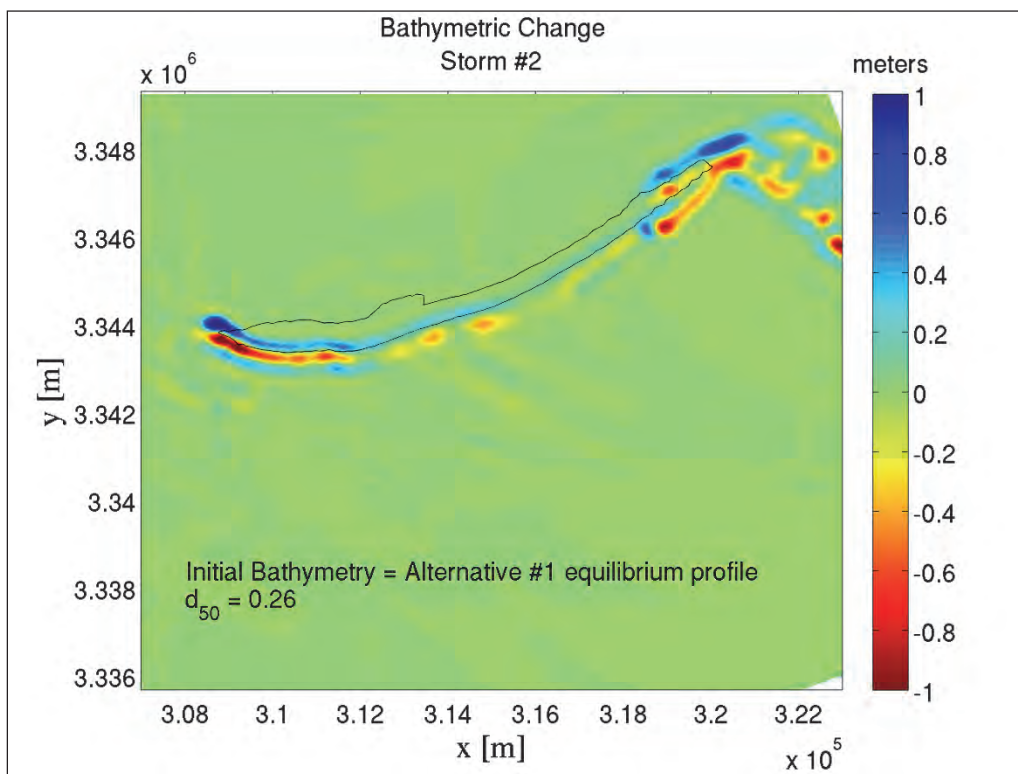 Bathymetric Change
Storm #2
x 10^6
meters
3.348
3.346
3.344
3.342
3.34
3.338
3.336
y [m]
1
0.8
0.6
0.4
0.2
0
-0.2
-0.4
-0.6
-0.8
-1
Initial Bathymetry = Alternative #1 equilibrium profile
d50 = 0.26
3.08
3.1
3.12
3.14
3.16
3.18
3.2
3.22
x [m]
x 10^5